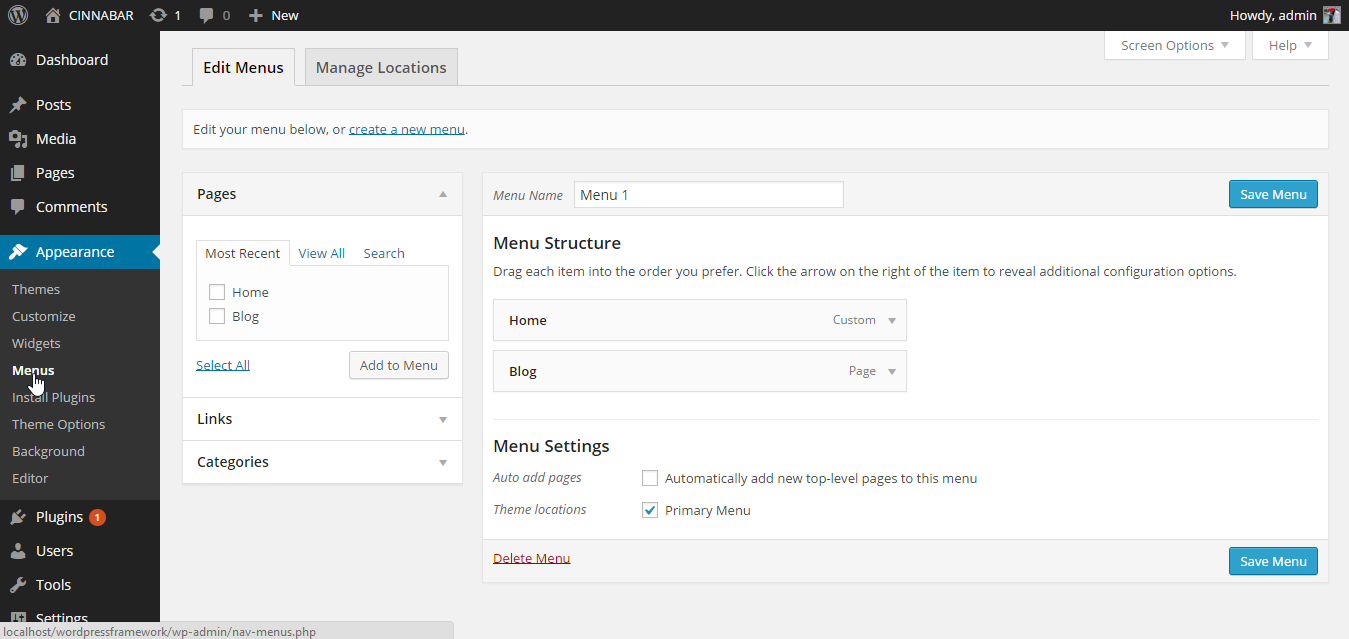 CINNABAR 1 0 New Howdy, admin
Dashboard
Posts
Media
Pages
Comments
Appearance
Themes
Customize
Widgets
Menus
Install Plugins
Theme Options
Background
Editor
Plugins 1
Users
Tools
Settings
Screen Options Help
Edit Menus Manage Locations
Edit your menu below, or create a new menu.
Pages
Most Recent View All Search
Home
Blog
Select All Add to Menu
Links
Categories
Menu Name Menu 1 Save Menu
Menu Structure
Drag each item into the order you prefer. Click the arrow on the right of the item to reveal additional configuration options.
Home Custom
Blog Page
Menu Settings
Auto add pages Automatically add new top-level pages to this menu
Theme locations Primary Menu
Delete Menu Save Menu
localhost/wordpressframework/wp-admin/nav-menus.php